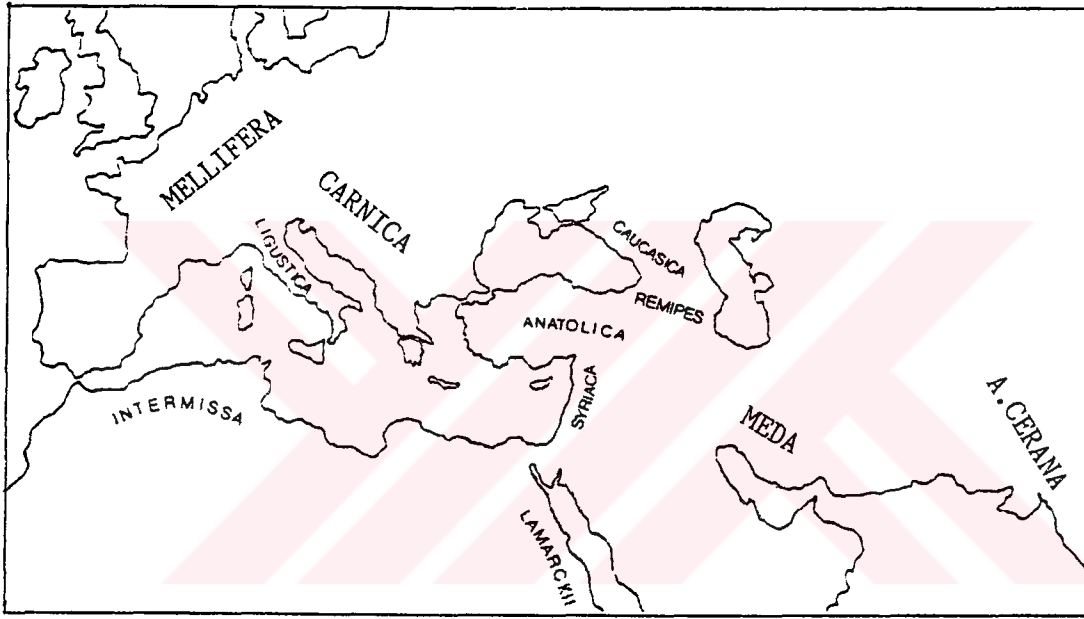 MELLIFERA
CARNICA
LIGUSTICA
CAUCASICA
REMIPES
ANATOLICA
SYRIACA
INTERMISSA
MEDA
A.CERANA
LAMARCKII